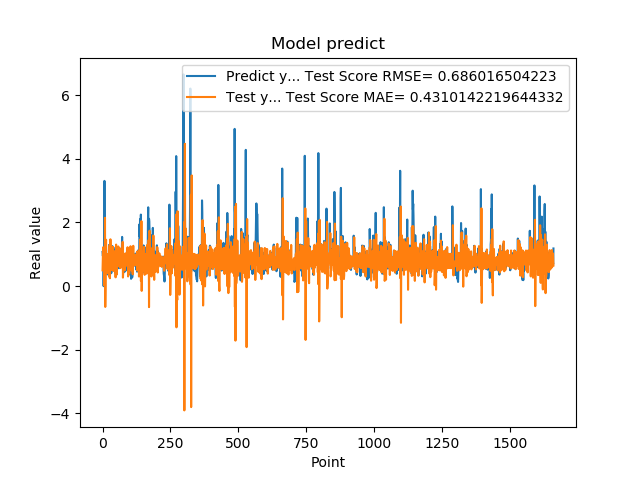 Model predict
Predict y... Test Score RMSE= 0.686016504223
Test y... Test Score MAE= 0.4310142219644332
Real value
6
4
2
0
−2
−4
0 250 500 750 1000 1250 1500
Point